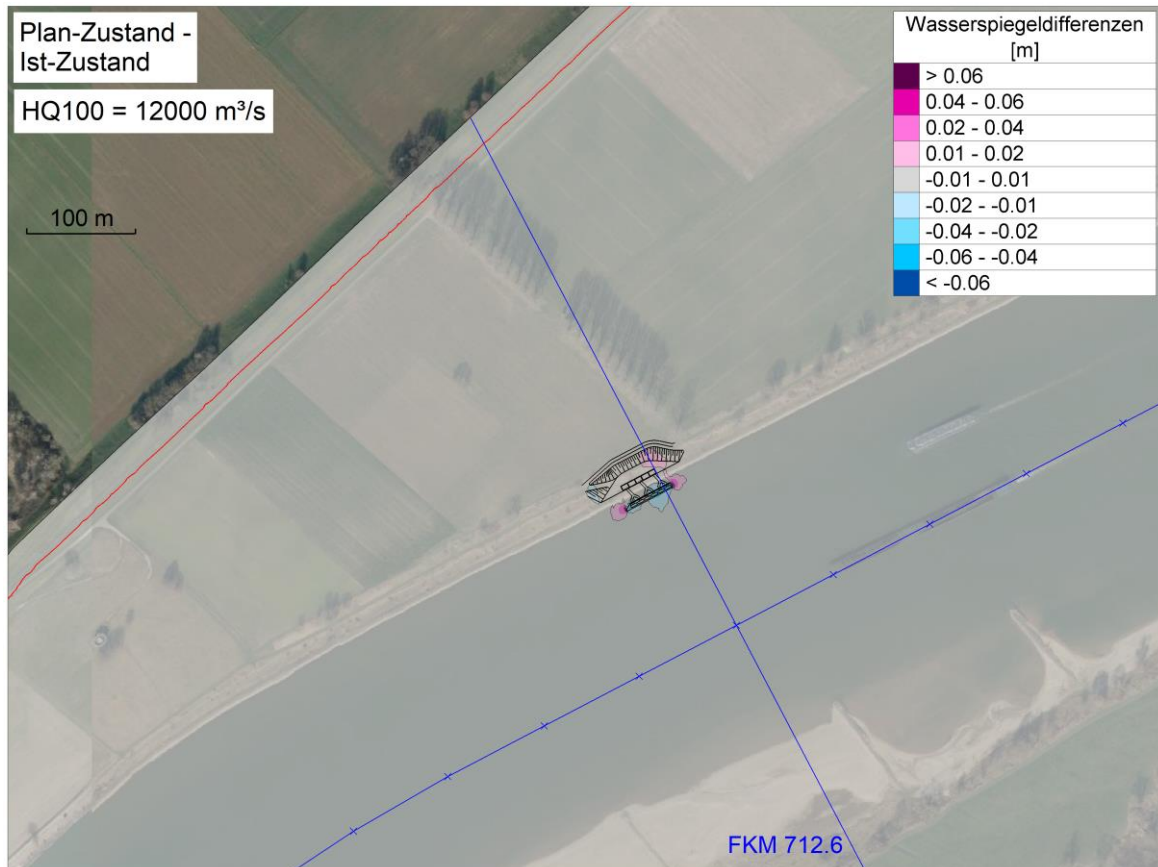 Plan-Zustand -
Ist-Zustand
HQ100 = 12000 m³/s
100 m
Wasserspiegeldifferenzen
[m]
> 0.06
0.04 - 0.06
0.02 - 0.04
0.01 - 0.02
-0.01 - 0.01
-0.02 - -0.01
-0.04 - -0.02
-0.06 - -0.04
< -0.06
FKM 712.6